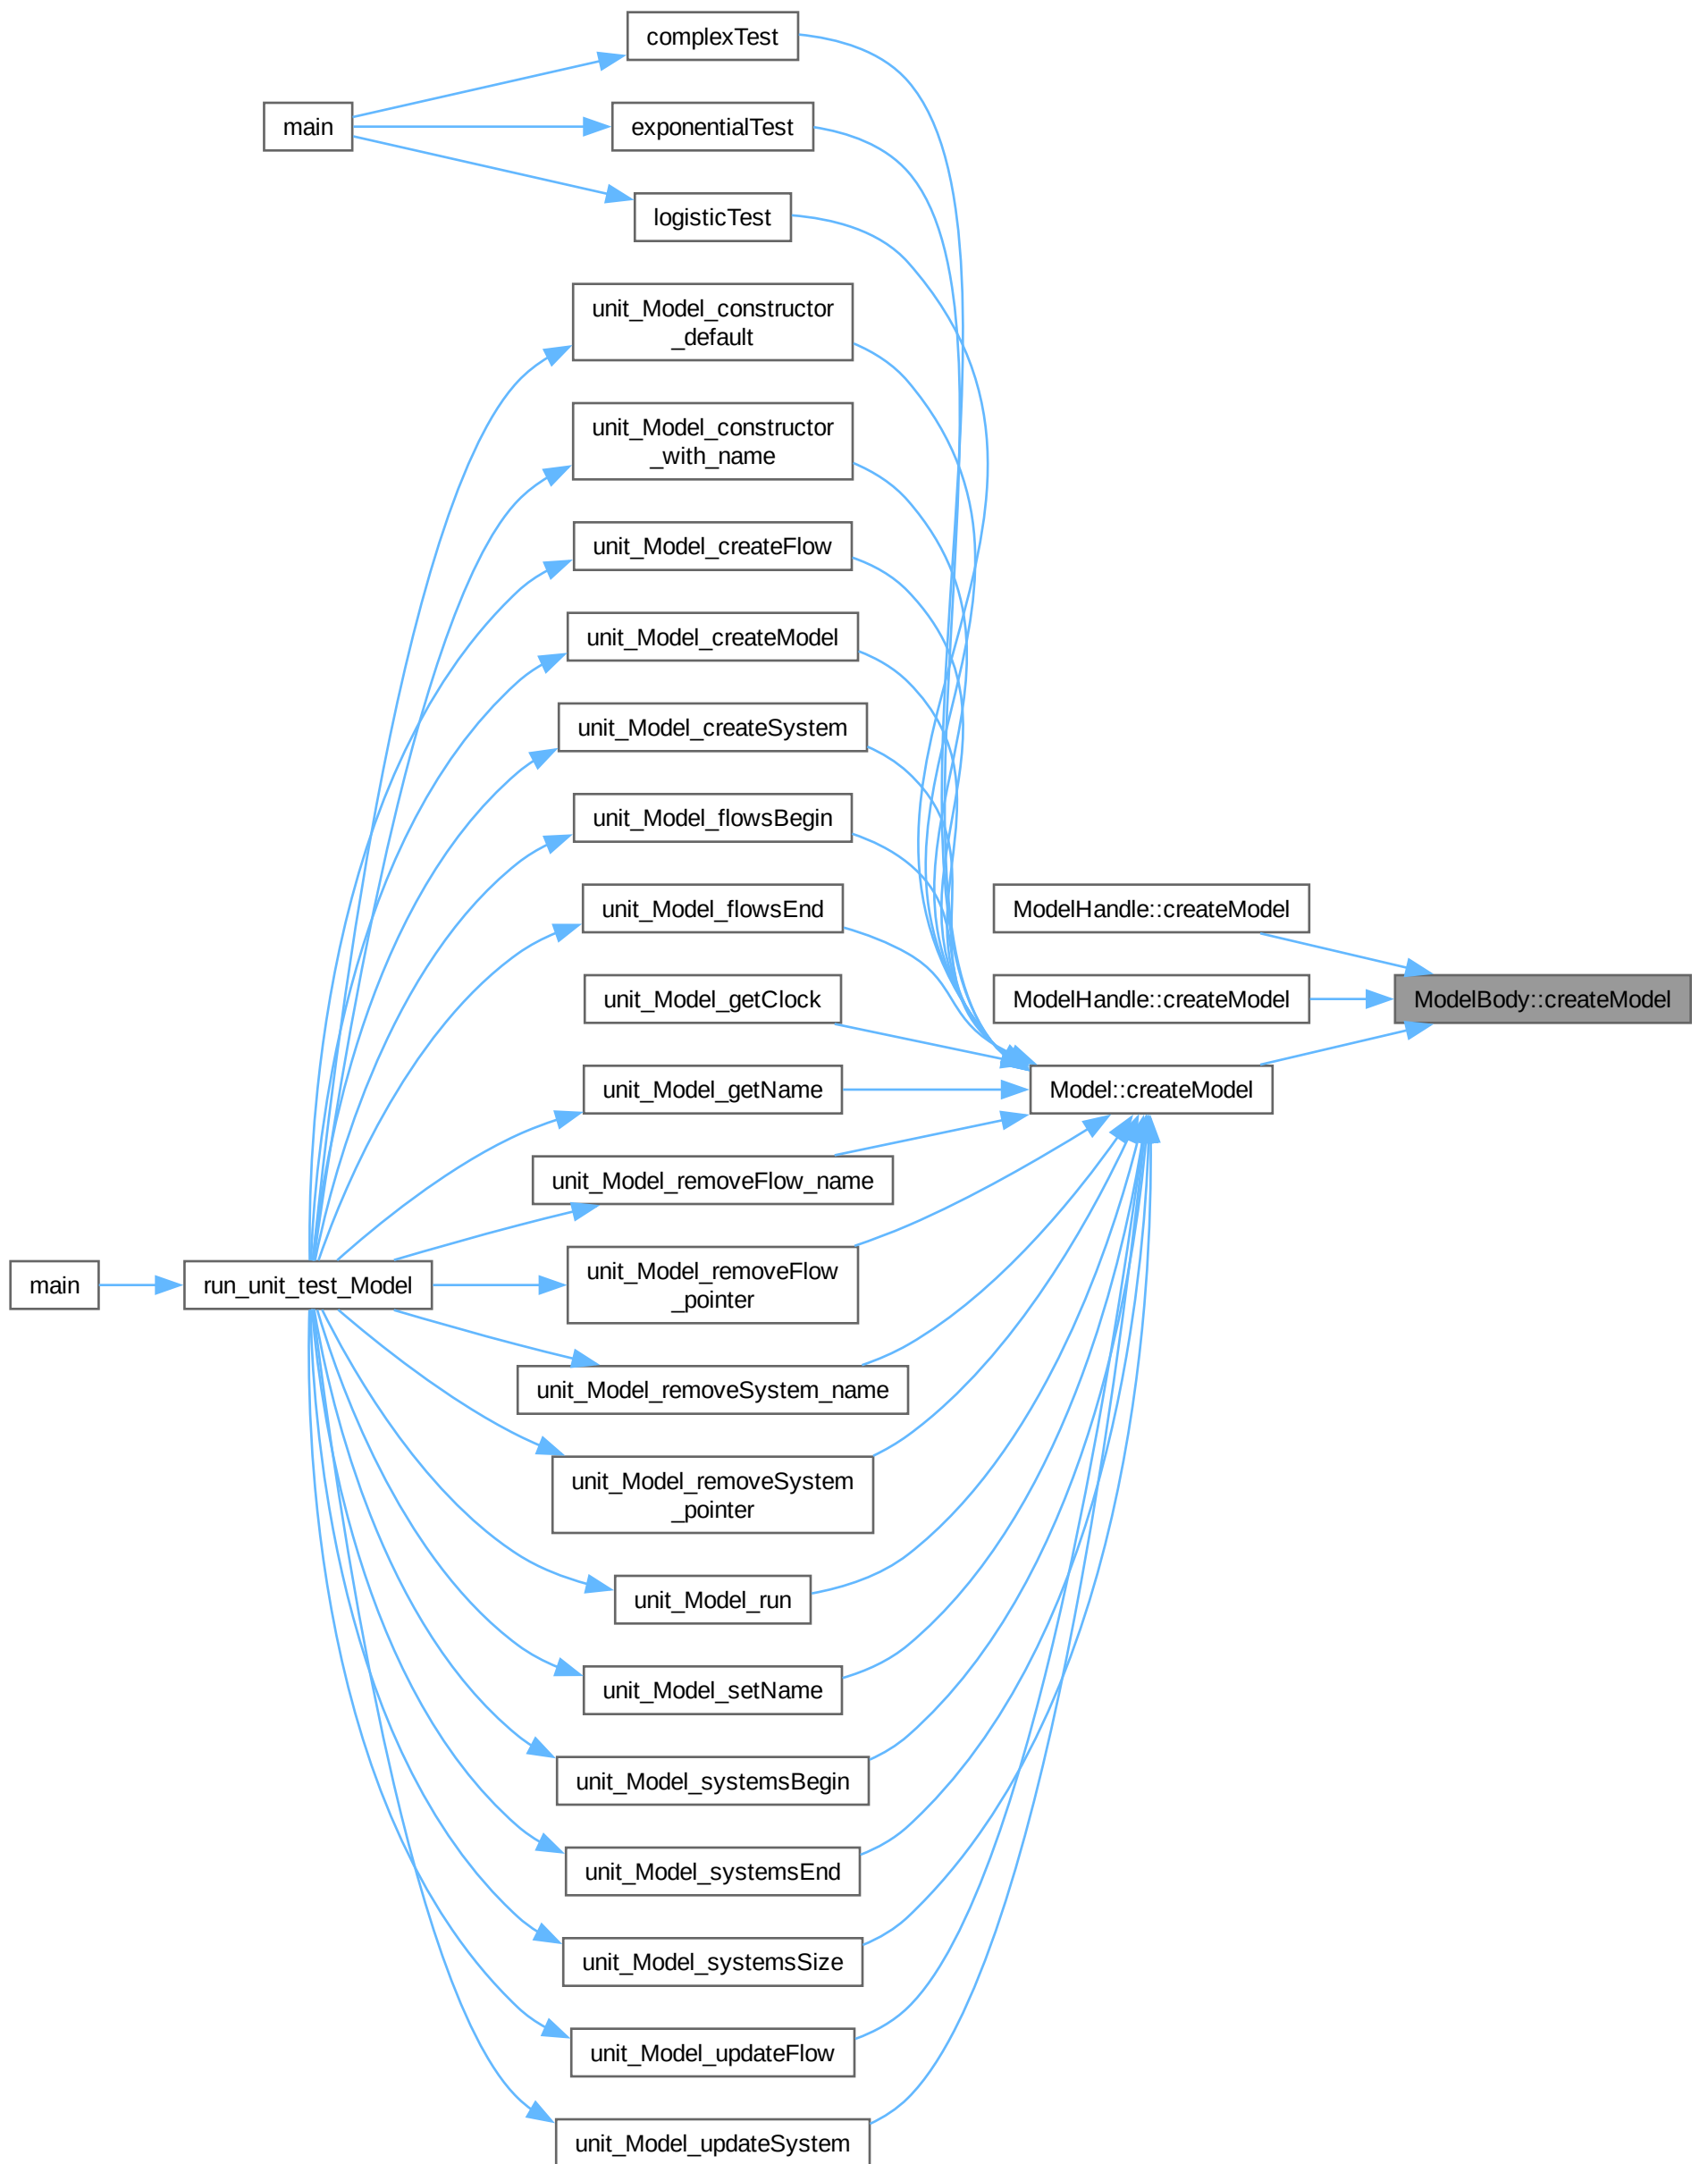 complexTest
main
exponentialTest
logisticTest
unit_Model_constructor
_default
unit_Model_constructor
_with_name
unit_Model_createFlow
unit_Model_createModel
unit_Model_createSystem
unit_Model_flowsBegin
unit_Model_flowsEnd
ModelHandle::createModel
unit_Model_getClock
ModelHandle::createModel
ModelBody::createModel
unit_Model_getName
Model::createModel
unit_Model_removeFlow_name
main
run_unit_test_Model
unit_Model_removeFlow
_pointer
unit_Model_removeSystem_name
unit_Model_removeSystem
_pointer
unit_Model_run
unit_Model_setName
unit_Model_systemsBegin
unit_Model_systemsEnd
unit_Model_systemsSize
unit_Model_updateFlow
unit_Model_updateSystem